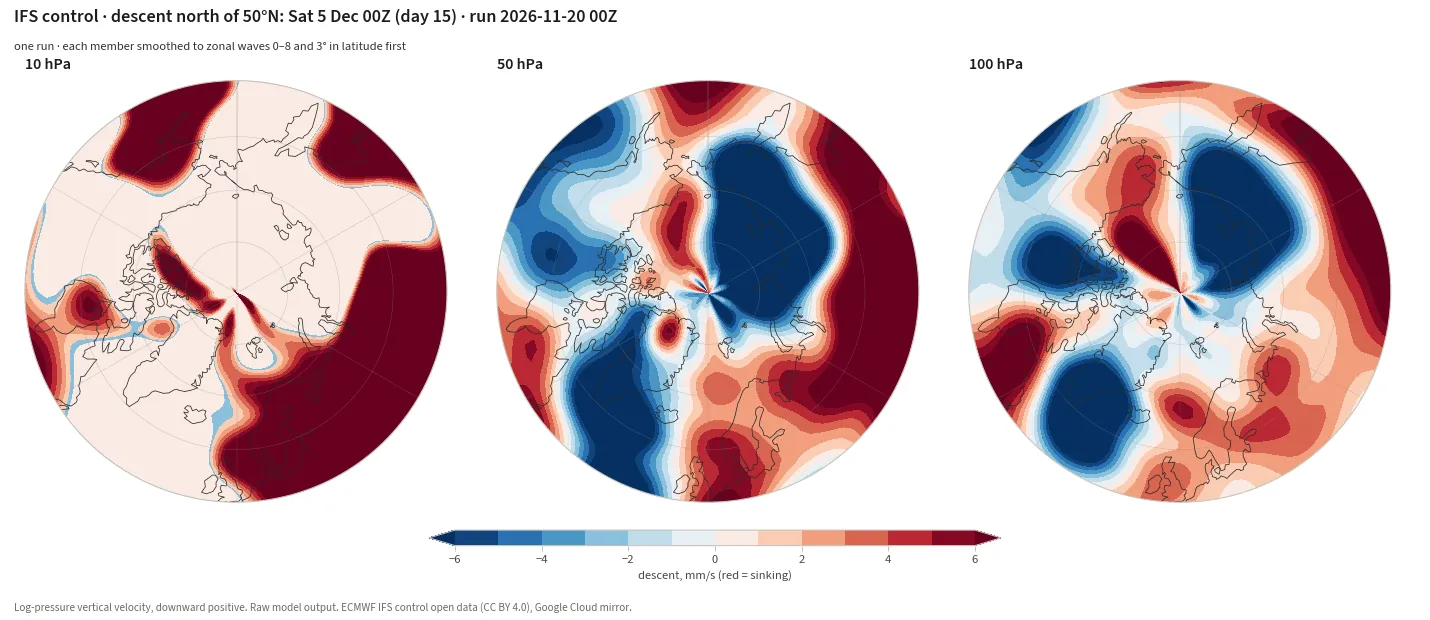 IFS control · descent north of 50°N: Sat 5 Dec 00Z (day 15) · run 2026-11-20 00Z
one run · each member smoothed to zonal waves 0–8 and 3° in latitude first
10 hPa
50 hPa
100 hPa
−6 −4 −2 0 2 4 6
descent, mm/s (red = sinking)
Log-pressure vertical velocity, downward positive. Raw model output. ECMWF IFS control open data (CC BY 4.0), Google Cloud mirror.